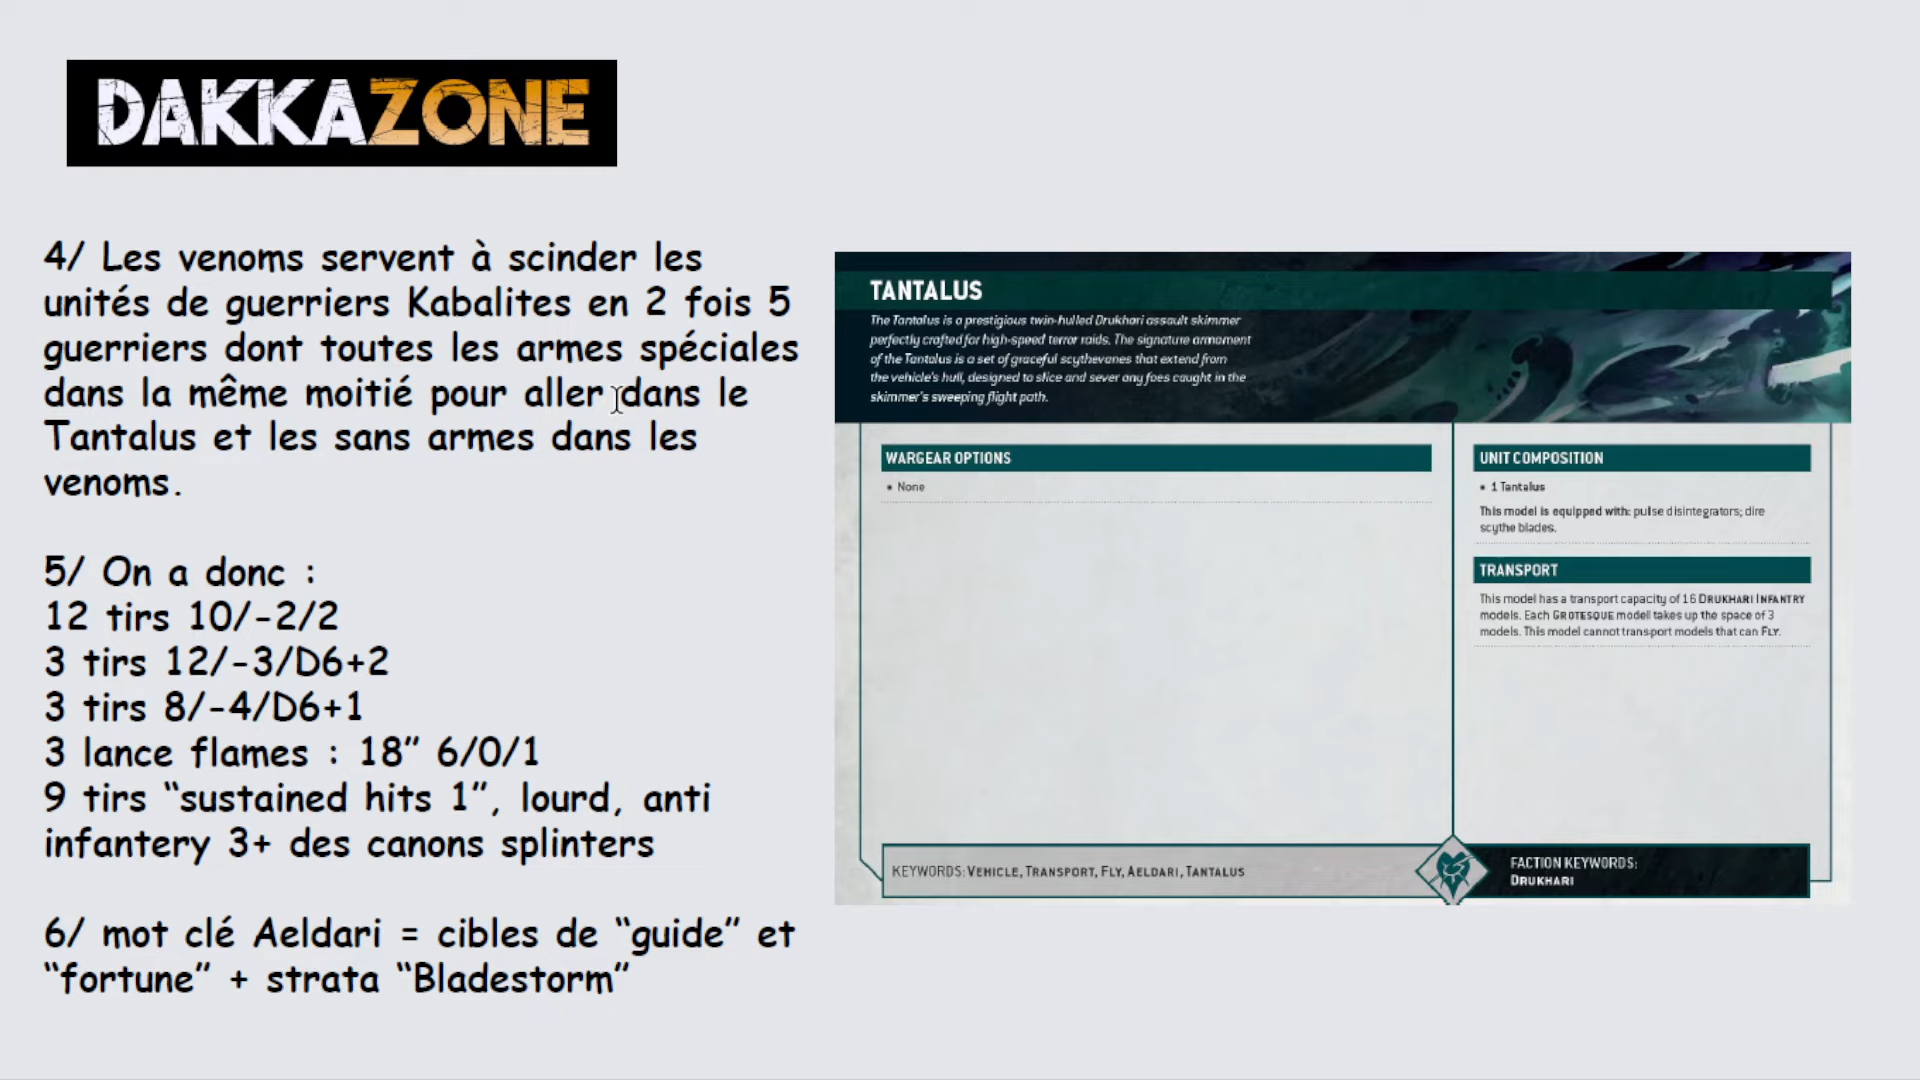 DAKKAZONE
4/ Les venoms servent à scinder les
unités de guerriers Kabalites en 2 fois 5
guerriers dont toutes les armes spéciales
dans la même moitié pour aller dans le
Tantalus et les sans armes dans les
venoms.
5/ On a donc :
12 tirs 10/-2/2
3 tirs 12/-3/D6+2
3 tirs 8/-4/D6+1
3 lance flames : 18” 6/0/1
9 tirs “sustained hits 1”, lourd, anti
infantery 3+ des canons splinters
6/ mot clé Aeldari = cibles de “guide” et
“fortune” + strata “Bladestorm”
TANTALUS
The Tantalus is a prestigious twin-hulled Drukhari assault skimmer
perfectly crafted for high-speed terror raids. The signature armament
of the Tantalus is a set of graceful scythevanes that extend from
the vehicle's hull, designed to slice and sever any foes caught in the
skimmer's sweeping flight path.
WARGEAR OPTIONS
▪ None
UNIT COMPOSITION
▪ 1 Tantalus
This model is equipped with: pulse disintegrators; dire
scythe blades.
TRANSPORT
This model has a transport capacity of 16 DRUKHARI INFANTRY
models. Each GROTESQUE model takes up the space of 3
models. This model cannot transport models that can FLY.
KEYWORDS: VEHICLE, TRANSPORT, FLY, AELDARI, TANTALUS
FACTION KEYWORDS:
DRUKHARI